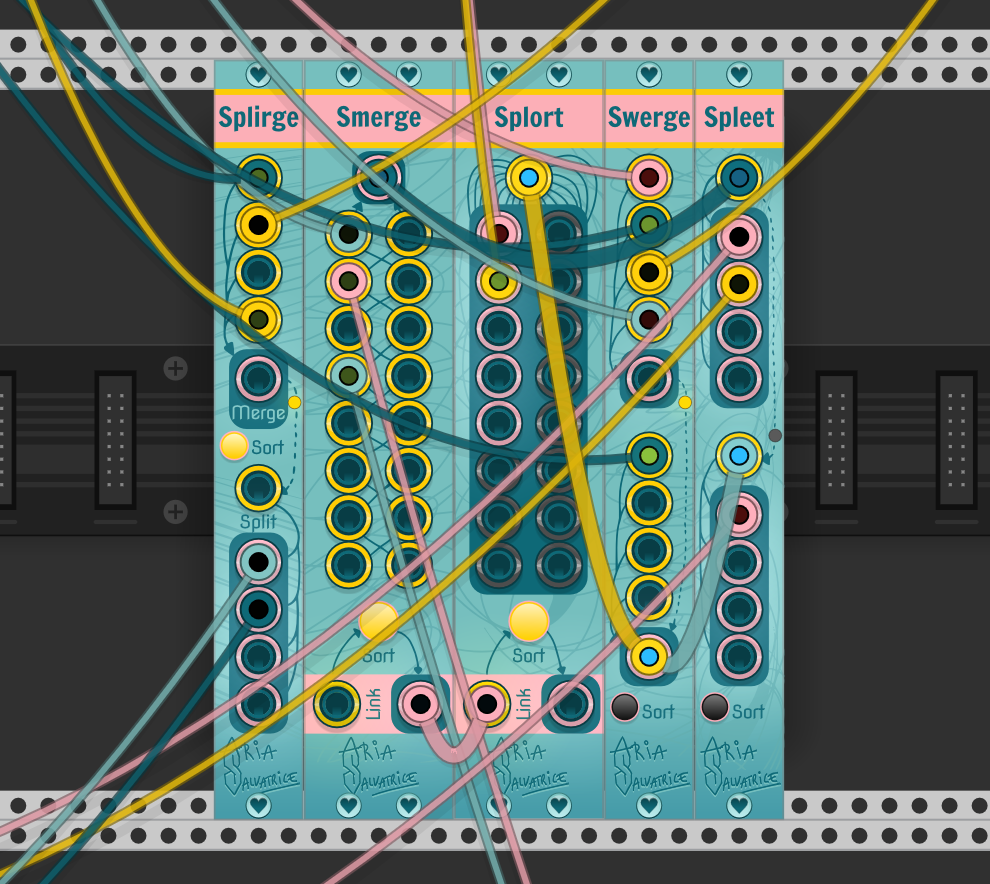 Splirge
Smerge
Splort
Swerge
Spleet
Merge
Sort
Split
Sort
Link
Sort
Link
Sort
Sort
Aria
Salvatrice
Aria
Salvatrice
Aria
Salvatrice
Aria
Salvatrice
Aria
Salvatrice